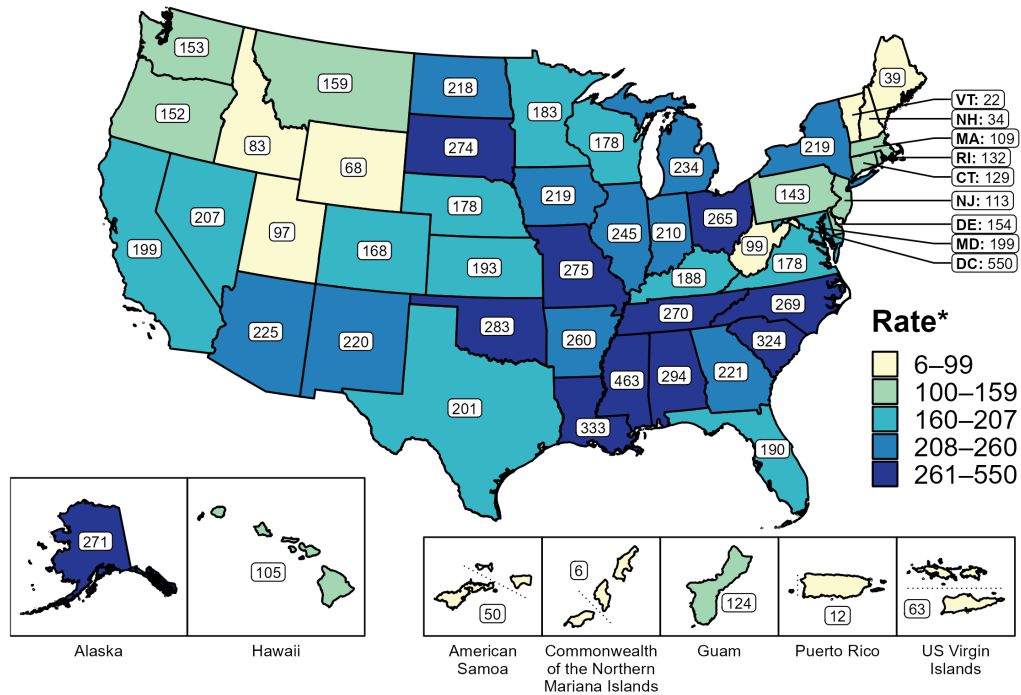 153
159
218
183
39
VT: 22
NH: 34
MA: 109
RI: 132
CT: 129
NJ: 113
DE: 154
MD: 199
DC: 550
152
83
68
274
178
234
219
143
207
97
178
219
245
210
265
99
199
168
193
275
188
178
225
220
283
260
270
269
324
463
294
221
201
333
190
Rate*
6–99
100–159
160–207
208–260
261–550
271
105
50
6
124
12
63
Alaska
Hawaii
American
Samoa
Commonwealth
of the Northern
Mariana Islands
Guam
Puerto Rico
US Virgin
Islands